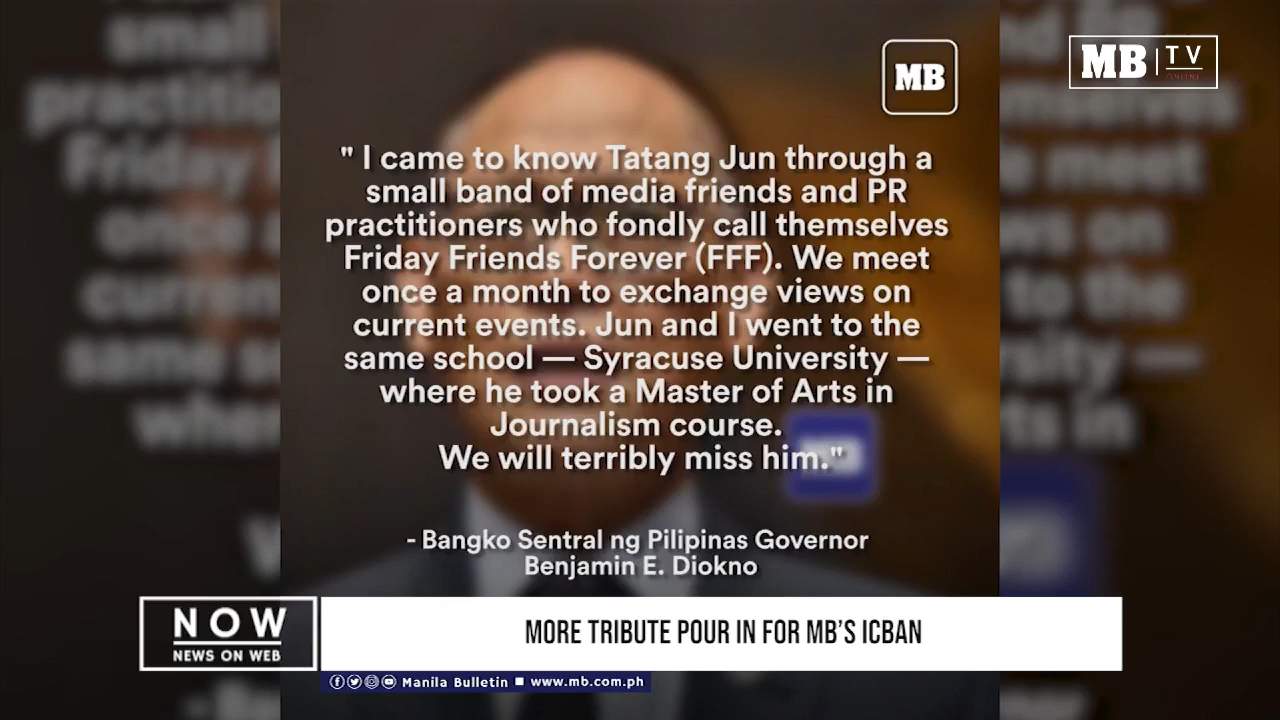 MB
MB TV
ONLINE
" I came to know Tatang Jun through a
small band of media friends and PR
practitioners who fondly call themselves
Friday Friends Forever (FFF). We meet
once a month to exchange views on
current events. Jun and I went to the
same school — Syracuse University —
where he took a Master of Arts in
Journalism course.
We will terribly miss him."
- Bangko Sentral ng Pilipinas Governor
Benjamin E. Diokno
NOW
NEWS ON WEB
MORE TRIBUTE POUR IN FOR MB'S ICBAN
Manila Bulletin ■ www.mb.com.ph